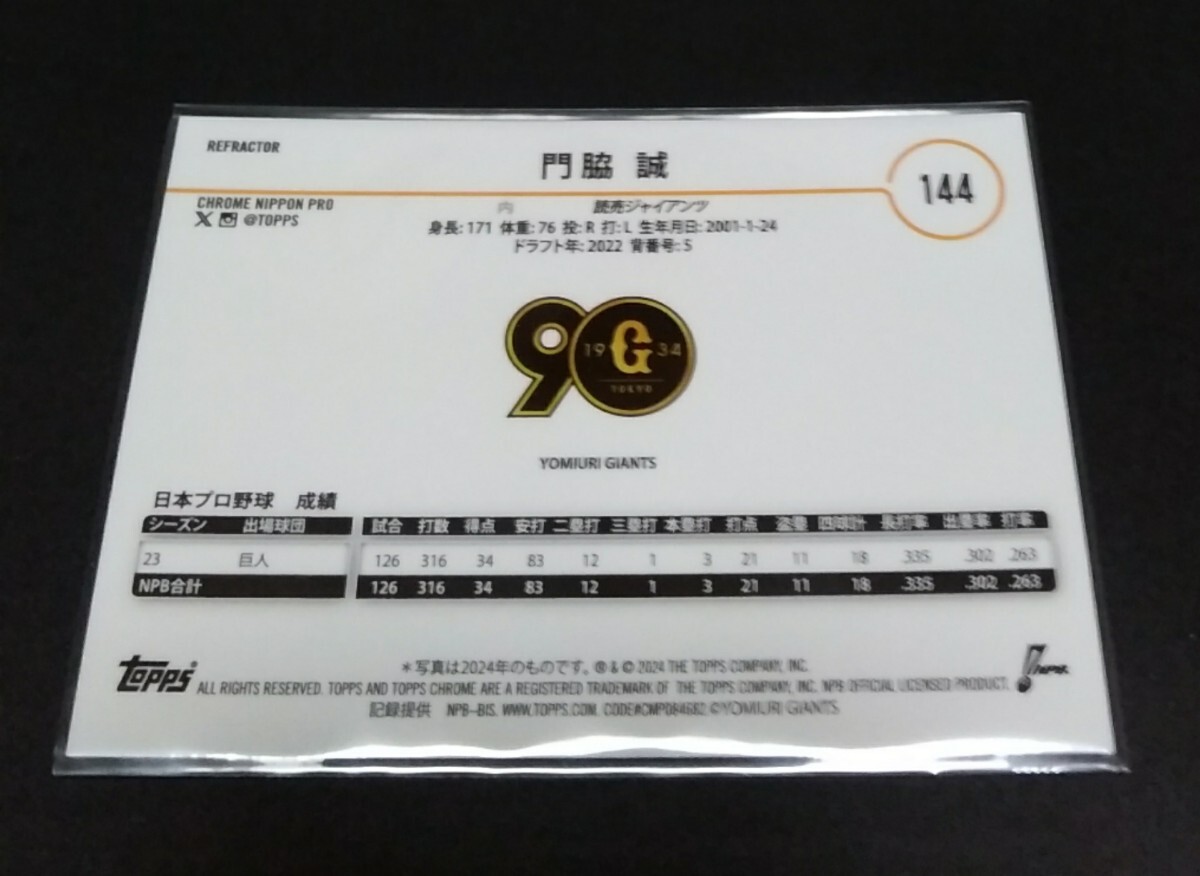 REFRACTOR
門脇 誠
144
CHROME NIPPON PRO
@TOPPS
内 読売ジャイアンツ
身長: 171 体重: 76 投: R 打: L 生年月日: 2001-1-24
ドラフト年: 2022 背番号: 5
90
19 G 34
TOKYO
YOMIURI GIANTS
日本プロ野球 成績
シーズン 出場球団 試合 打数 得点 安打 二塁打 三塁打 本塁打 打点 盗塁 四球計 長打率 出塁率 打率
23 巨人 126 316 34 83 12 1 3 21 11 18 .335 .302 .263
NPB合計 126 316 34 83 12 1 3 21 11 18 .335 .302 .263
＊写真は2024年のものです。 ® & © 2024 THE TOPPS COMPANY, INC.
Topps ALL RIGHTS RESERVED. TOPPS AND TOPPS CHROME ARE A REGISTERED TRADEMARK OF THE TOPPS COMPANY, INC. NPB OFFICIAL LICENSED PRODUCT. NPB.
記録提供 NPB-BIS. WWW.TOPPS.COM. CODE#CMPD84682 ©YOMIURI GIANTS